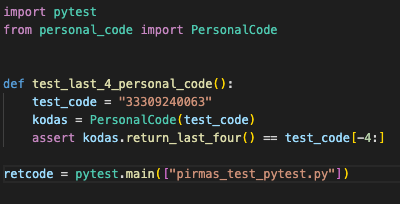 import pytest
from personal_code import PersonalCode
def test_last_4_personal_code():
test_code = "33309240063"
kodas = PersonalCode(test_code)
assert kodas.return_last_four() == test_code[-4:]
retcode = pytest.main(["pirmas_test_pytest.py"])